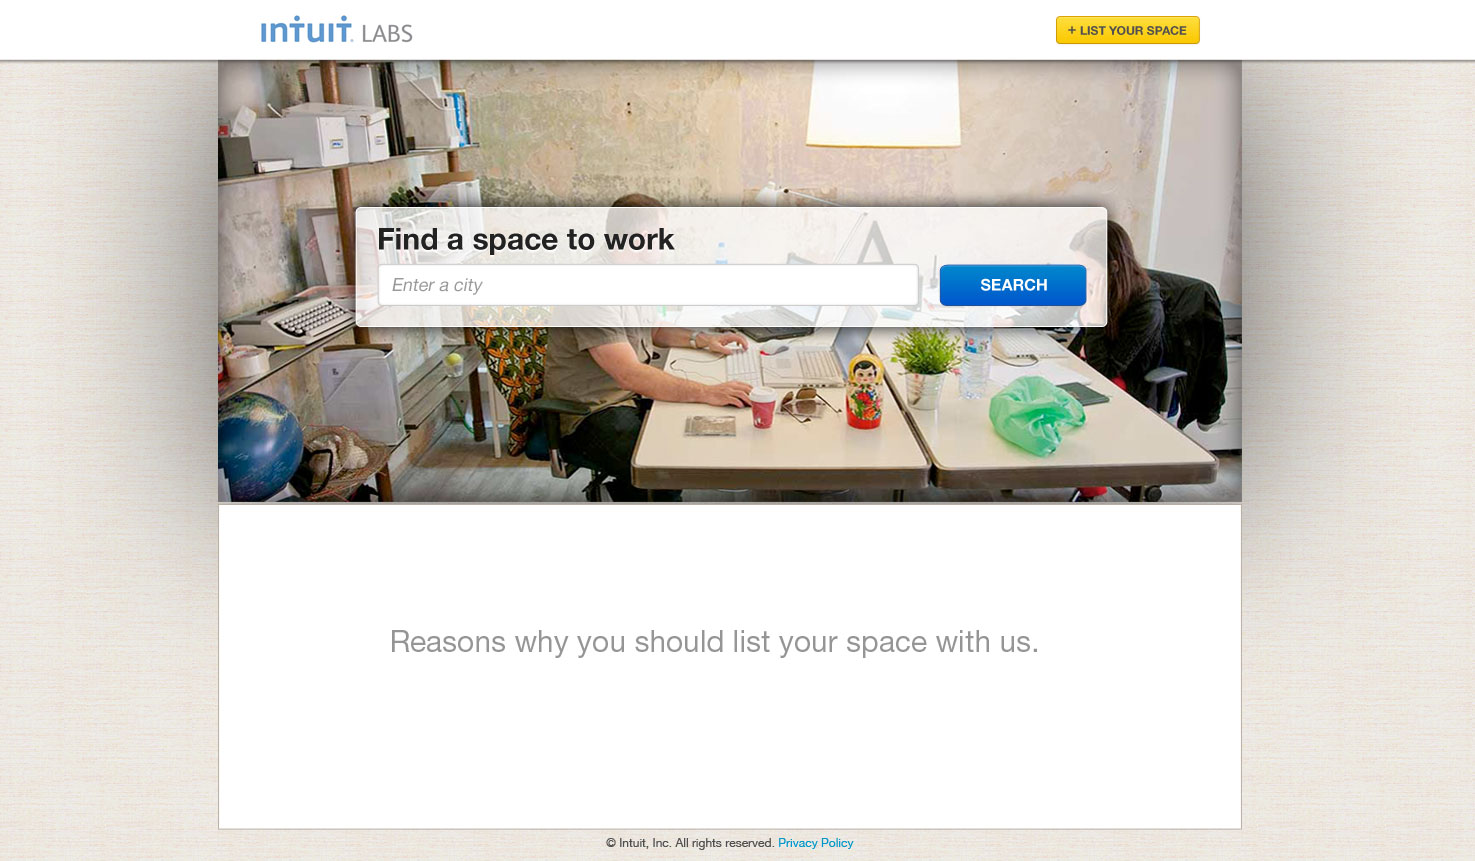 intuit. LABS
+ LIST YOUR SPACE
Find a space to work
Enter a city
SEARCH
A
Reasons why you should list your space with us.
© Intuit, Inc. All rights reserved. Privacy Policy